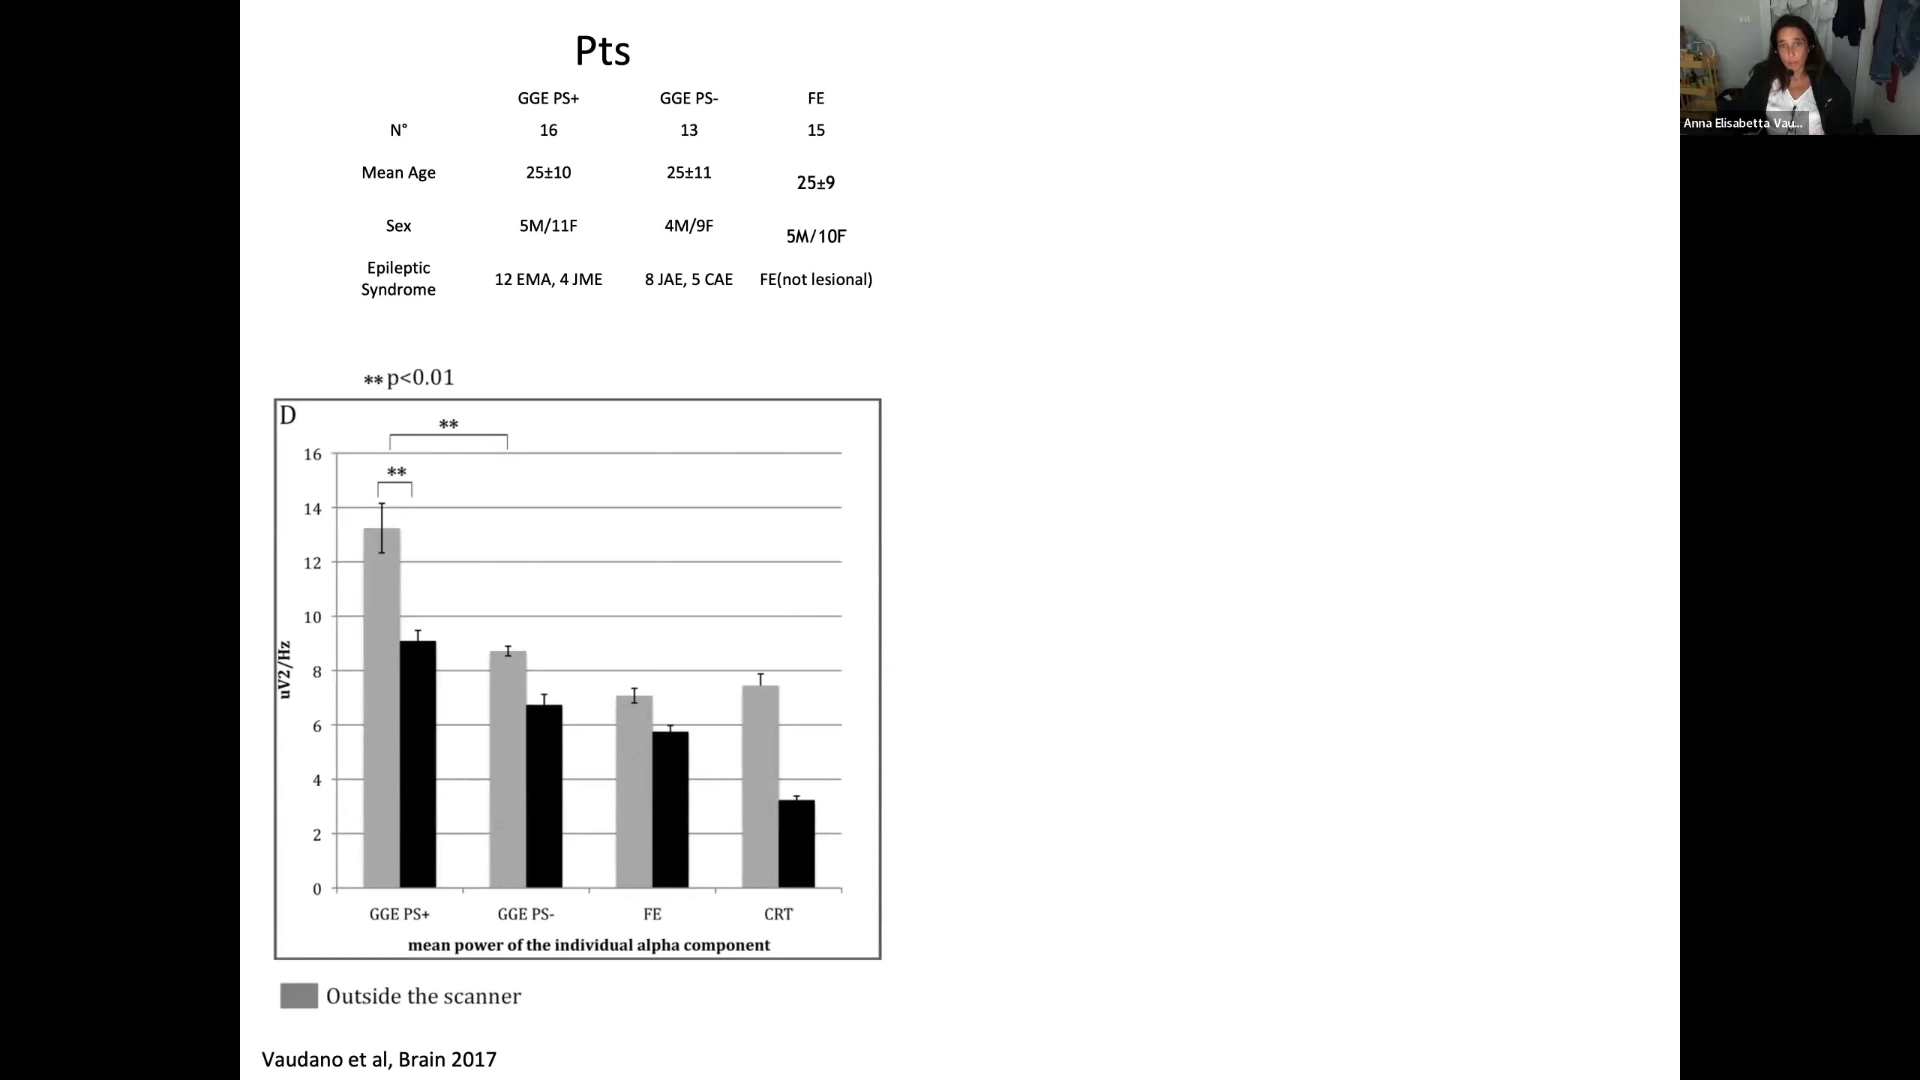 Pts
GGE PS+ GGE PS- FE
N° 16 13 15
Mean Age 25±10 25±11 25±9
Sex 5M/11F 4M/9F 5M/10F
Epileptic
Syndrome 12 EMA, 4 JME 8 JAE, 5 CAE FE(not lesional)
**p<0.01
D
**
**
16
14
12
10
8
6
4
2
0
uV2/Hz
GGE PS+ GGE PS- FE CRT
mean power of the individual alpha component
Outside the scanner
Vaudano et al, Brain 2017
Anna Elisabetta Vau...